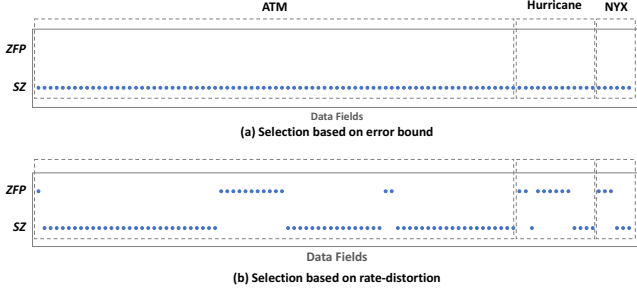 ATM Hurricane NYX
ZFP
SZ
Data Fields
(a) Selection based on error bound
ZFP
SZ
Data Fields
(b) Selection based on rate-distortion